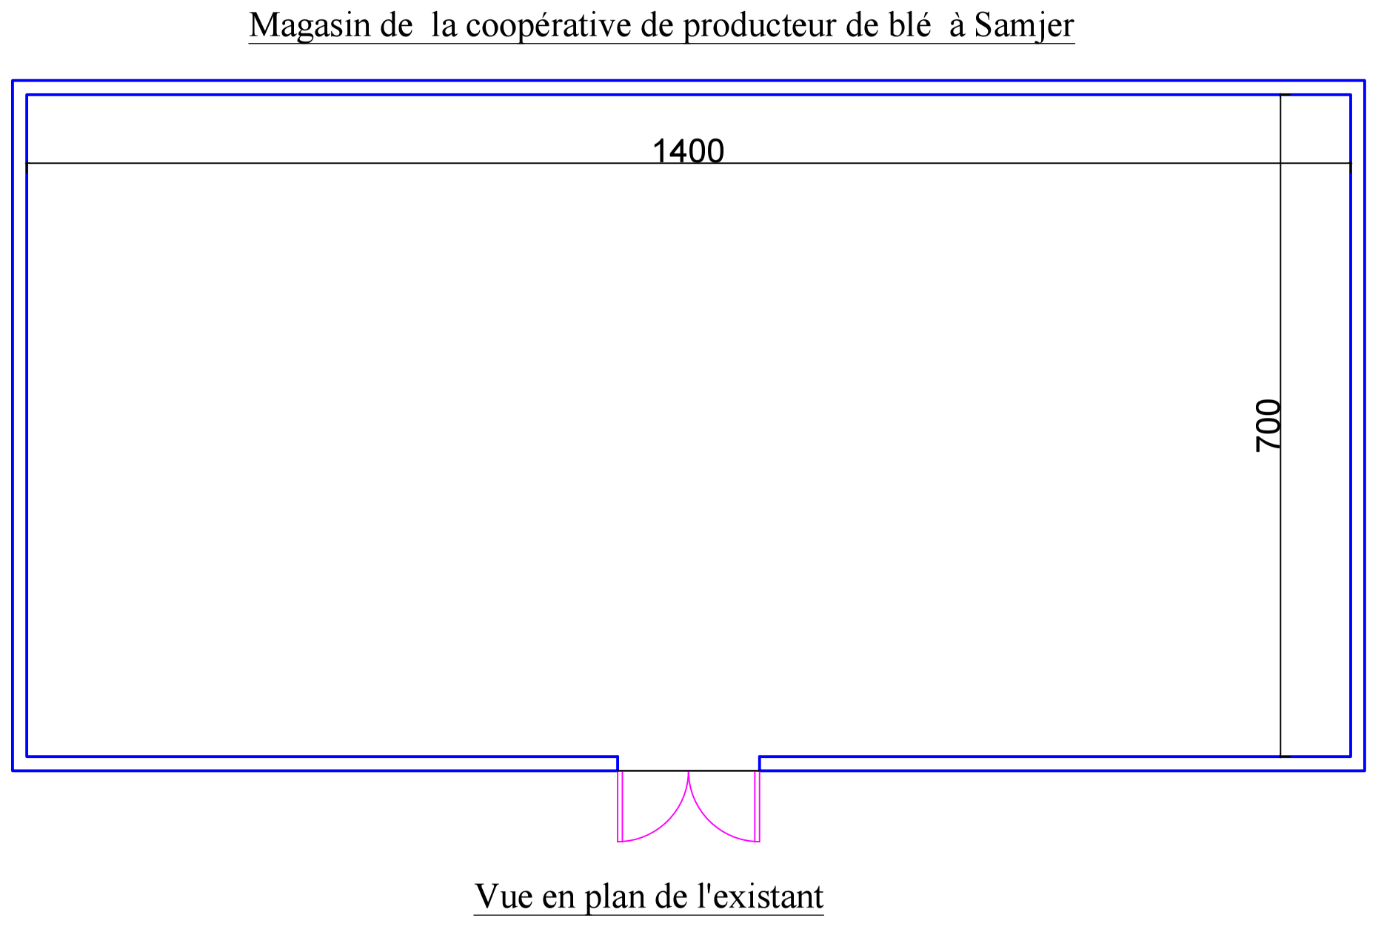 Magasin de  la coopérative de producteur de blé  à Samjer
1400
700
Vue en plan de l'existant